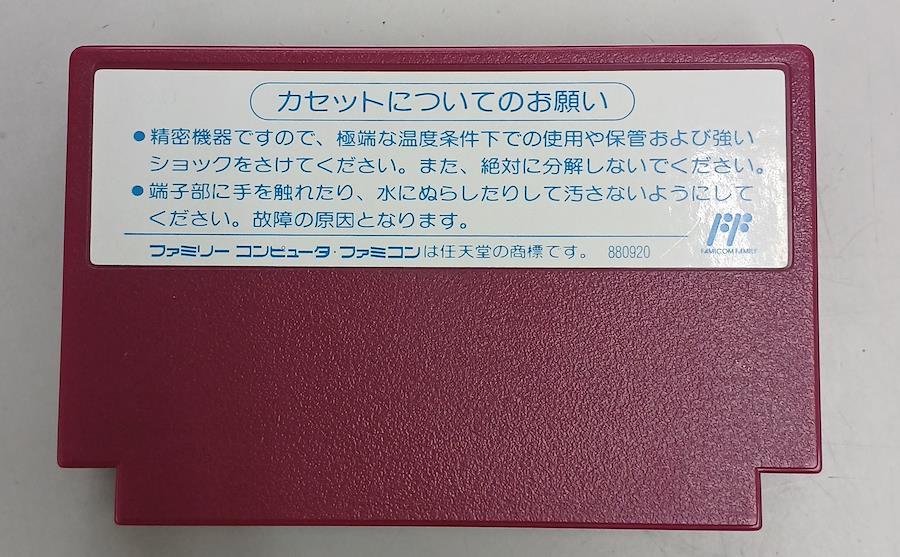 カセットについてのお願い
●精密機器ですので、極端な温度条件下での使用や保管および強い
ショックをさけてください。また、絶対に分解しないでください。
●端子部に手を触れたり、水にぬらしたりして汚さないようにして
ください。故障の原因となります。
FF
FAMICOM FAMILY
ファミリー コンピュータ・ファミコンは任天堂の商標です。 880920